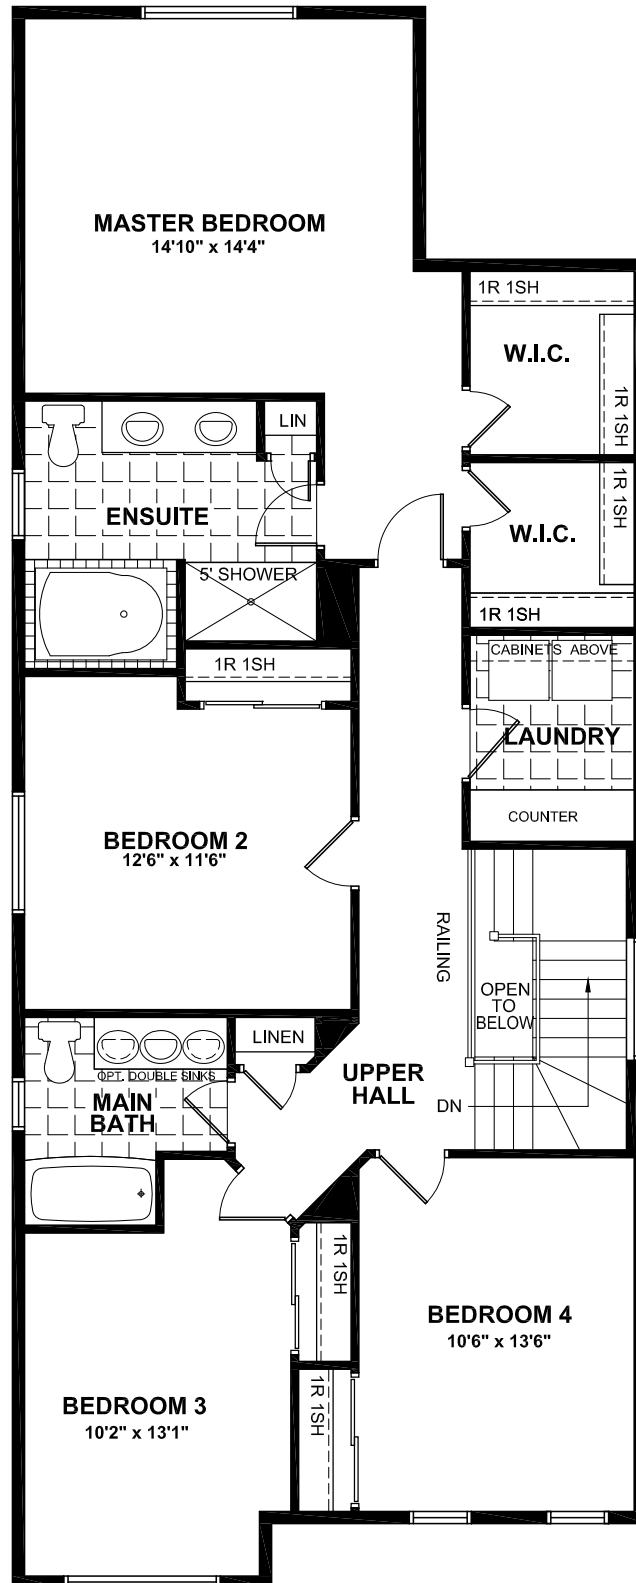 MASTER BEDROOM
14'10" x 14'4"
1R 1SH
W.I.C.
1R 1SH
LIN
1R 1SH
ENSUITE
W.I.C.
5' SHOWER
1R 1SH
CABINETS ABOVE
1R 1SH
LAUNDRY
COUNTER
BEDROOM 2
12'6" x 11'6"
RAILING
OPEN
TO
BELOW
LINEN
OPT. DOUBLE SINKS
UPPER
HALL
MAIN
BATH
DN
1R 1SH
BEDROOM 4
10'6" x 13'6"
1R 1SH
BEDROOM 3
10'2" x 13'1"